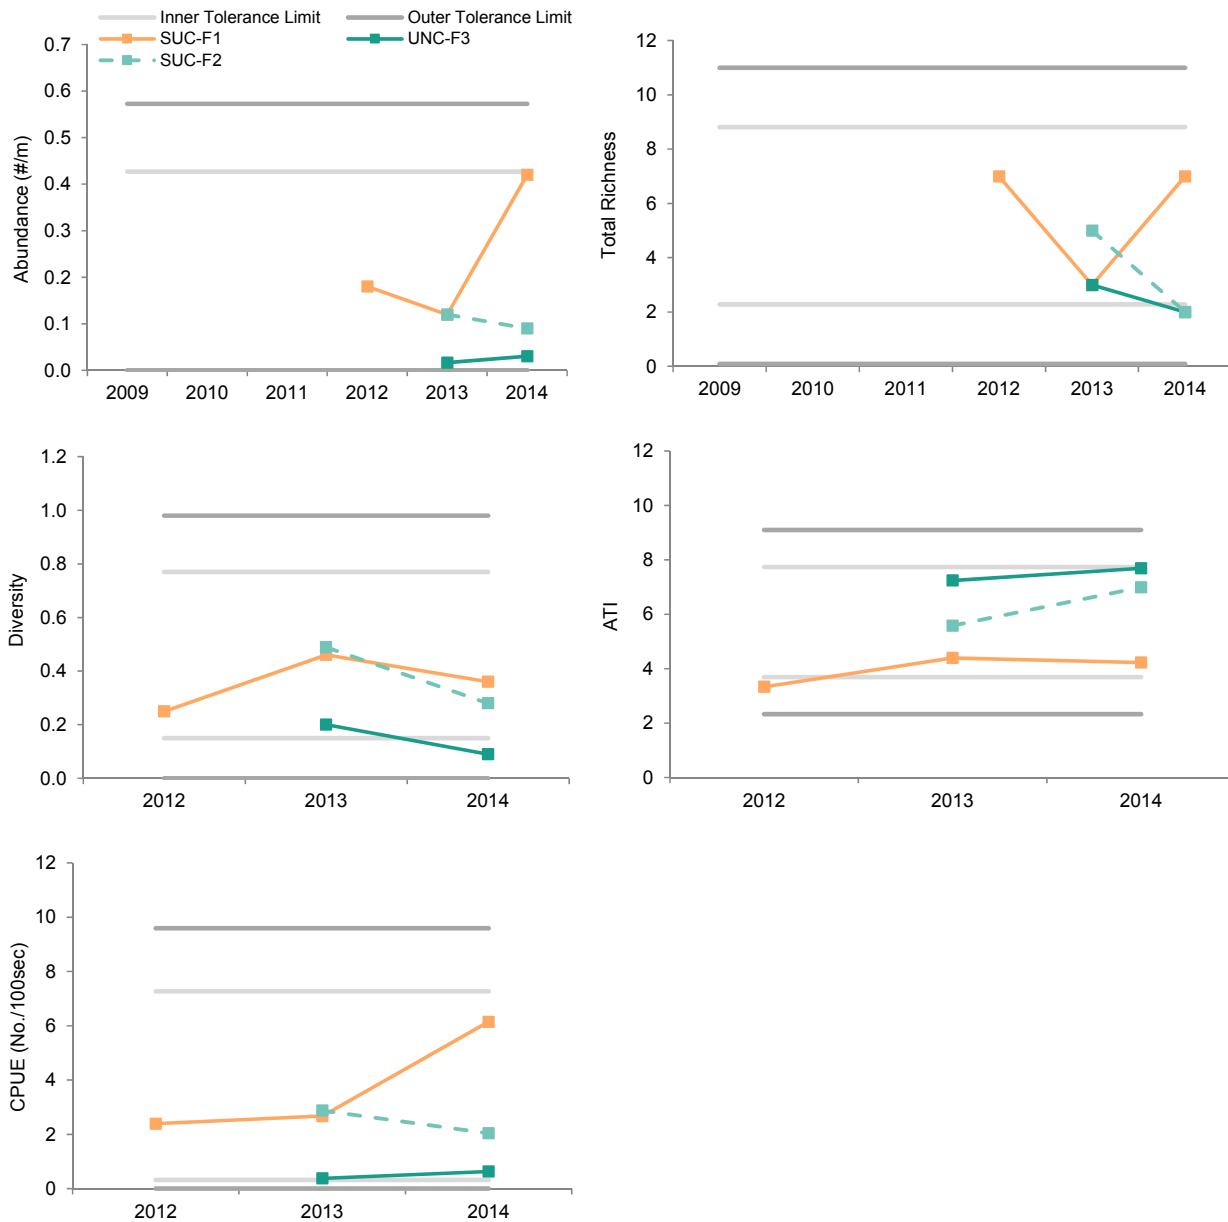 Inner Tolerance Limit Outer Tolerance Limit
SUC-F1 UNC-F3
SUC-F2
Abundance (#/m)
0.7
0.6
0.5
0.4
0.3
0.2
0.1
0.0
2009 2010 2011 2012 2013 2014
Total Richness
12
10
8
6
4
2
0
2009 2010 2011 2012 2013 2014
Diversity
1.2
1.0
0.8
0.6
0.4
0.2
0.0
2012 2013 2014
ATI
12
10
8
6
4
2
0
2012 2013 2014
CPUE (No./100sec)
12
10
8
6
4
2
0
2012 2013 2014